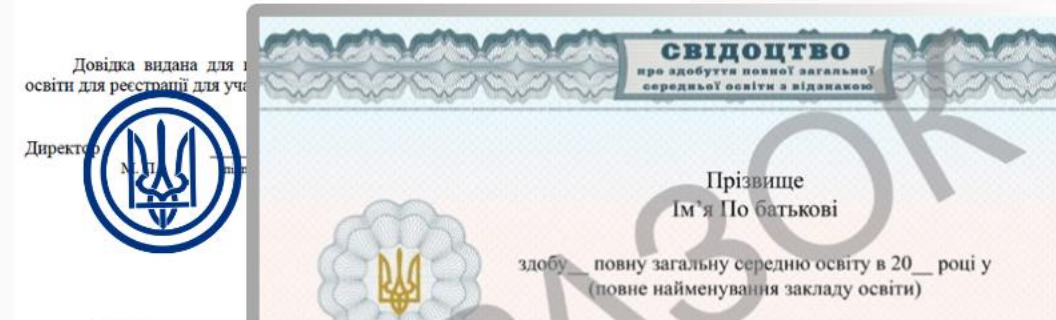 Довідка видана для
освіти для реєстрації для уча
Директор
М. П.
СВІДОЦТВО
про здобуття повної загальної
середньої освіти з відзнакою
Прізвище
Ім’я По батькові
здобу__ повну загальну середню освіту в 20__ році у
(повне найменування закладу освіти)
ЗРАЗОК